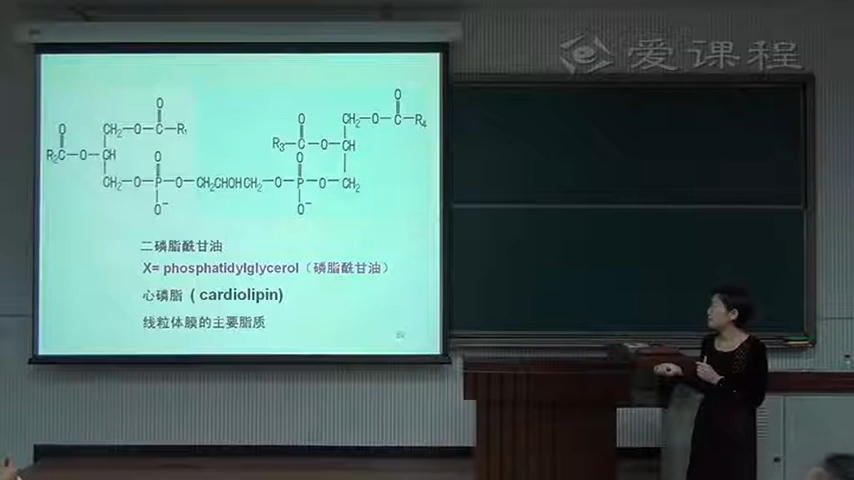 爱课程
O
O
CH₂—O—C—R₄
O
CH₂—O—C—R₁
O
R₃—C—O—CH
R₂C—O—CH
O
O
CH₂—O—P—O—CH₂CHOHCH₂—O—P—O—CH₂
O⁻
O⁻
二磷脂酰甘油
X= phosphatidylglycerol（磷脂酰甘油）
心磷脂 ( cardiolipin)
线粒体膜的主要脂质